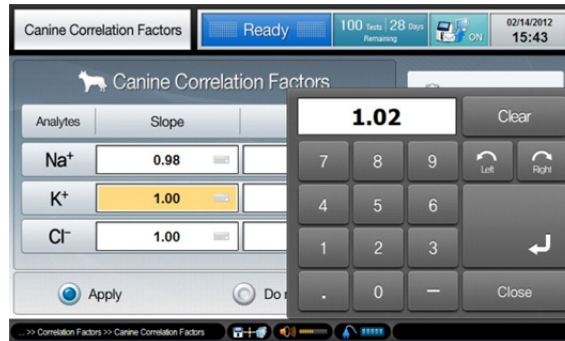 Canine Correlation Factors
Ready
100 Tests 28 Days
Remaining
ON
02/14/2012
15:43
Canine Correlation Factors
Analytes
Slope
Na⁺
0.98
K⁺
1.00
Cl⁻
1.00
Apply
Do
1.02
Clear
7 8 9
Left
Right
4 5 6
1 2 3
. 0 −
Close
... >> Correlation Factors >> Canine Correlation Factors